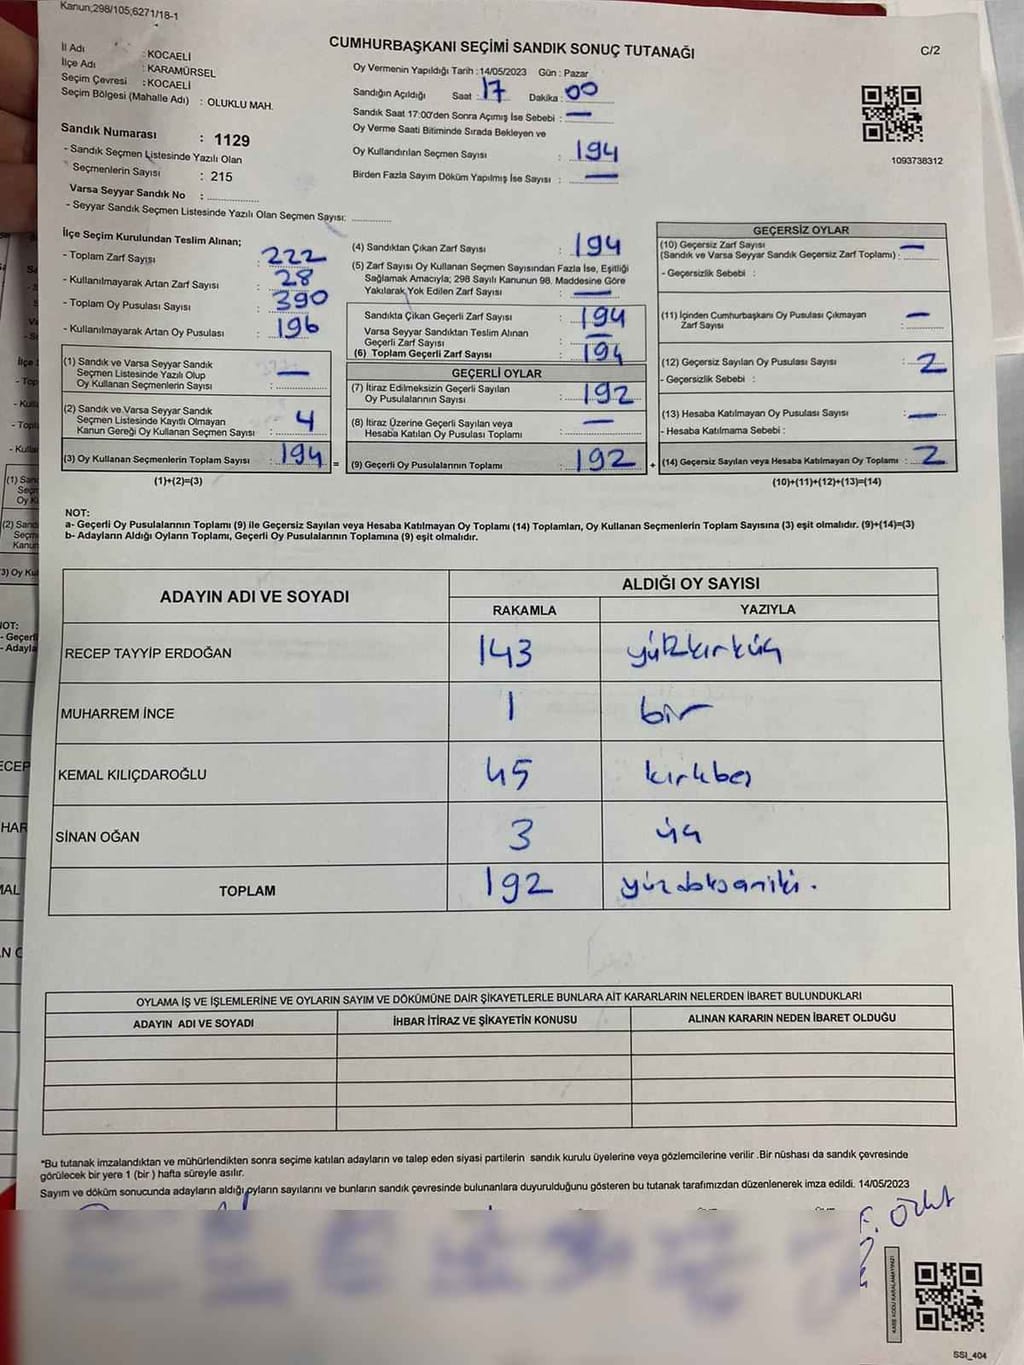 Kanun;298/105;6271/18-1
CUMHURBAŞKANI SEÇİMİ SANDIK SONUÇ TUTANAĞI
C/2
İl Adı : KOCAELİ
İlçe Adı : KARAMÜRSEL
Seçim Çevresi : KOCAELİ
Seçim Bölgesi (Mahalle Adı) : OLUKLU MAH.
Sandık Numarası : 1129
- Sandık Seçmen Listesinde Yazılı Olan
Seçmenlerin Sayısı : 215
Varsa Seyyar Sandık No :
- Seyyar Sandık Seçmen Listesinde Yazılı Olan Seçmen Sayısı:
Oy Vermenin Yapıldığı Tarih :14/05/2023 Gün : Pazar
Sandığın Açıldığı Saat : 17 Dakika : 00
Sandık Saat 17:00'den Sonra Açımış İse Sebebi : —
Oy Verme Saati Bitiminde Sırada Bekleyen ve
Oy Kullandırılan Seçmen Sayısı : 194
Birden Fazla Sayım Döküm Yapılmış İse Sayısı : —
1093738312
İlçe Seçim Kurulundan Teslim Alınan;
- Toplam Zarf Sayısı : 222
- Kullanılmayarak Artan Zarf Sayısı : 28
- Toplam Oy Pusulası Sayısı : 390
- Kullanılmayarak Artan Oy Pusulası : 196
(1) Sandık ve Varsa Seyyar Sandık
Seçmen Listesinde Yazılı Olup
Oy Kullanan Seçmenlerin Sayısı : —
(2) Sandık ve Varsa Seyyar Sandık
Seçmen Listesinde Kayıtlı Olmayan
Kanun Gereği Oy Kullanan Seçmen Sayısı : 4
(3) Oy Kullanan Seçmenlerin Toplam Sayısı : 194 =
(1)+(2)=(3)
(4) Sandıktan Çıkan Zarf Sayısı : 194
(5) Zarf Sayısı Oy Kullanan Seçmen Sayısından Fazla İse, Eşitliği
Sağlamak Amacıyla; 298 Sayılı Kanunun 98. Maddesine Göre
Yakılarak Yok Edilen Zarf Sayısı : —
Sandıkta Çıkan Geçerli Zarf Sayısı : 194
Varsa Seyyar Sandıktan Teslim Alınan
Geçerli Zarf Sayısı : —
(6) Toplam Geçerli Zarf Sayısı : 194
GEÇERLİ OYLAR
(7) İtiraz Edilmeksizin Geçerli Sayılan
Oy Pusulalarının Sayısı : 192
(8) İtiraz Üzerine Geçerli Sayılan veya
Hesaba Katılan Oy Pusulası Toplamı : —
(9) Geçerli Oy Pusulalarının Toplamı : 192 +
GEÇERSİZ OYLAR
(10) Geçersiz Zarf Sayısı
(Sandık ve Varsa Seyyar Sandık Geçersiz Zarf Toplamı) : —
- Geçersizlik Sebebi :
(11) İçinden Cumhurbaşkanı Oy Pusulası Çıkmayan
Zarf Sayısı : —
(12) Geçersiz Sayılan Oy Pusulası Sayısı : 2
- Geçersizlik Sebebi :
(13) Hesaba Katılmayan Oy Pusulası Sayısı : —
- Hesaba Katılmama Sebebi :
(14) Geçersiz Sayılan veya Hesaba Katılmayan Oy Toplamı : 2
(10)+(11)+(12)+(13)=(14)
NOT:
a- Geçerli Oy Pusulalarının Toplamı (9) ile Geçersiz Sayılan veya Hesaba Katılmayan Oy Toplamı (14) Toplamları, Oy Kullanan Seçmenlerin Toplam Sayısına (3) eşit olmalıdır. (9)+(14)=(3)
b- Adayların Aldığı Oyların Toplamı, Geçerli Oy Pusulalarının Toplamına (9) eşit olmalıdır.
ADAYIN ADI VE SOYADI ALDIĞI OY SAYISI
RAKAMLA YAZIYLA
RECEP TAYYİP ERDOĞAN 143 yüzkırküç
MUHARREM İNCE 1 bir
KEMAL KILIÇDAROĞLU 45 kırkbeş
SİNAN OĞAN 3 üç
TOPLAM 192 yüzdoksaniki.
OYLAMA İŞ VE İŞLEMLERİNE VE OYLARIN SAYIM VE DÖKÜMÜNE DAİR ŞİKAYETLERLE BUNLARA AİT KARARLARIN NELERDEN İBARET BULUNDUKLARI
ADAYIN ADI VE SOYADI İHBAR İTİRAZ VE ŞİKAYETİN KONUSU ALINAN KARARIN NEDEN İBARET OLDUĞU
*Bu tutanak imzalandıktan ve mühürlendikten sonra seçime katılan adayların ve talep eden siyasi partilerin sandık kurulu üyelerine veya gözlemcilerine verilir .Bir nüshası da sandık çevresinde
görülecek bir yere 1 (bir ) hafta süreyle asılır.
Sayım ve döküm sonucunda adayların aldığı oyların sayılarını ve bunların sandık çevresinde bulunanlara duyurulduğunu gösteren bu tutanak tarafımızdan düzenlenerek imza edildi. 14/05/2023
KARE KODU KARALAMAYINIZ!
SSI_404